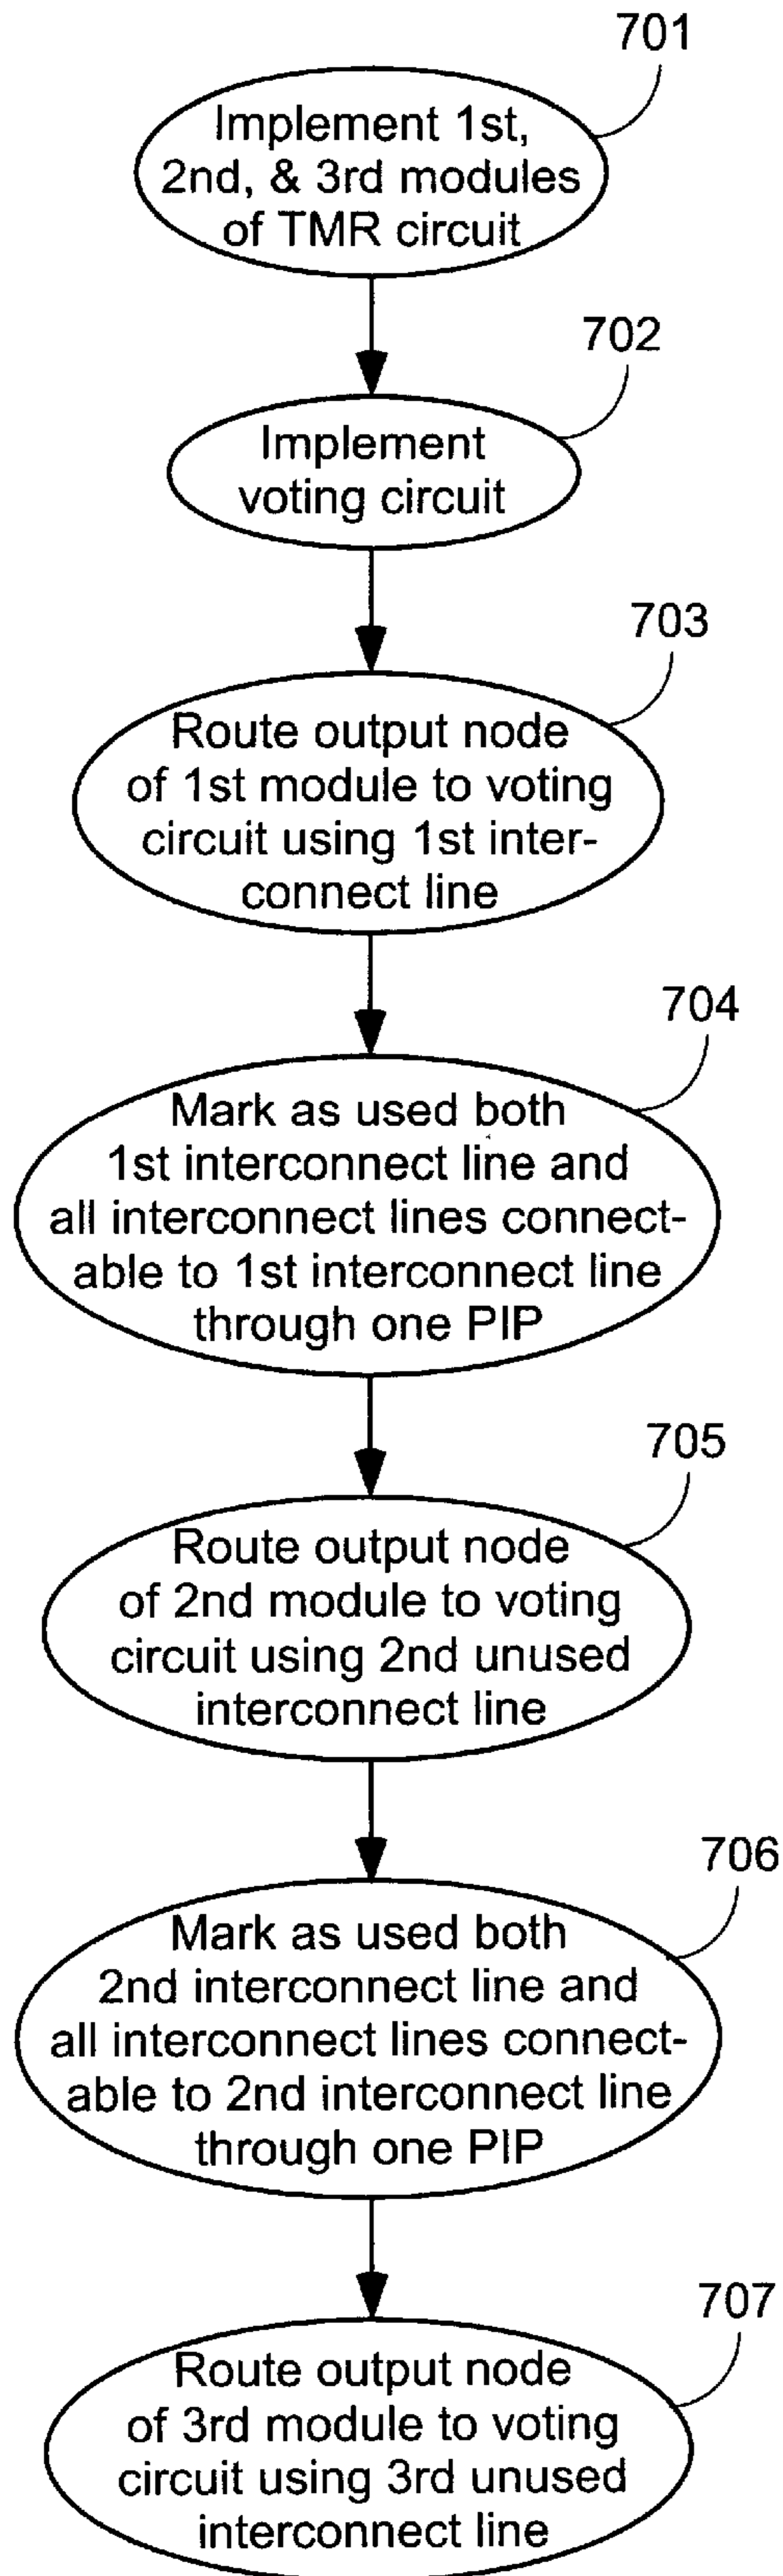 701
Implement 1st,
2nd, & 3rd modules
of TMR circuit
702
Implement
voting circuit
703
Route output node
of 1st module to voting
circuit using 1st inter-
connect line
704
Mark as used both
1st interconnect line and
all interconnect lines connect-
able to 1st interconnect line
through one PIP
705
Route output node
of 2nd module to voting
circuit using 2nd unused
interconnect line
706
Mark as used both
2nd interconnect line and
all interconnect lines connect-
able to 2nd interconnect line
through one PIP
707
Route output node
of 3rd module to voting
circuit using 3rd unused
interconnect line